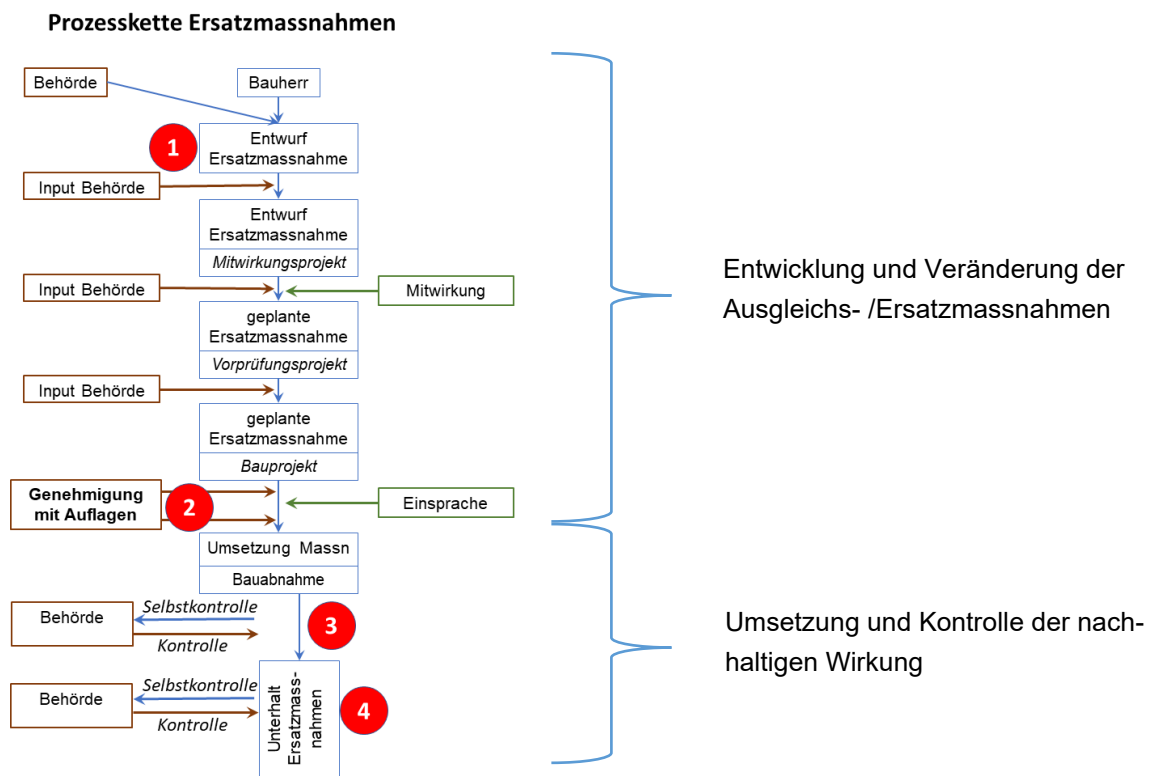 Prozesskette Ersatzmassnahmen
Behörde
Bauherr
1
Entwurf
Ersatzmassnahme
Input Behörde
Entwurf
Ersatzmassnahme
Mitwirkungsprojekt
Input Behörde
Mitwirkung
geplante
Ersatzmassnahme
Vorprüfungsprojekt
Input Behörde
geplante
Ersatzmassnahme
Bauprojekt
Genehmigung
mit Auflagen
2
Einsprache
Umsetzung Massn
Bauabnahme
Behörde
Selbstkontrolle
Kontrolle
3
Behörde
Selbstkontrolle
Kontrolle
Unterhalt
Ersatzmass-
nahmen
4
Entwicklung und Veränderung der
Ausgleichs- /Ersatzmassnahmen
Umsetzung und Kontrolle der nach-
haltigen Wirkung